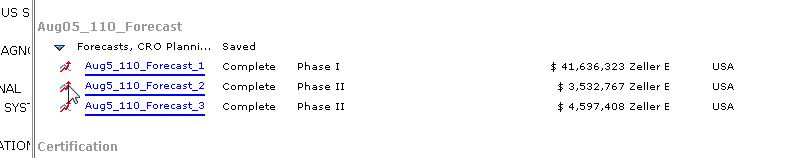 US S
Aug05_110_Forecast
Forecasts, CRO Planni... Saved
AGNO
Aug5_110_Forecast_1 Complete Phase I $ 41,636,323 Zeller E USA
NAL Aug5_110_Forecast_2 Complete Phase II $ 3,532,767 Zeller E USA
SYST Aug5_110_Forecast_3 Complete Phase II $ 4,597,408 Zeller E USA
ATION
Certification